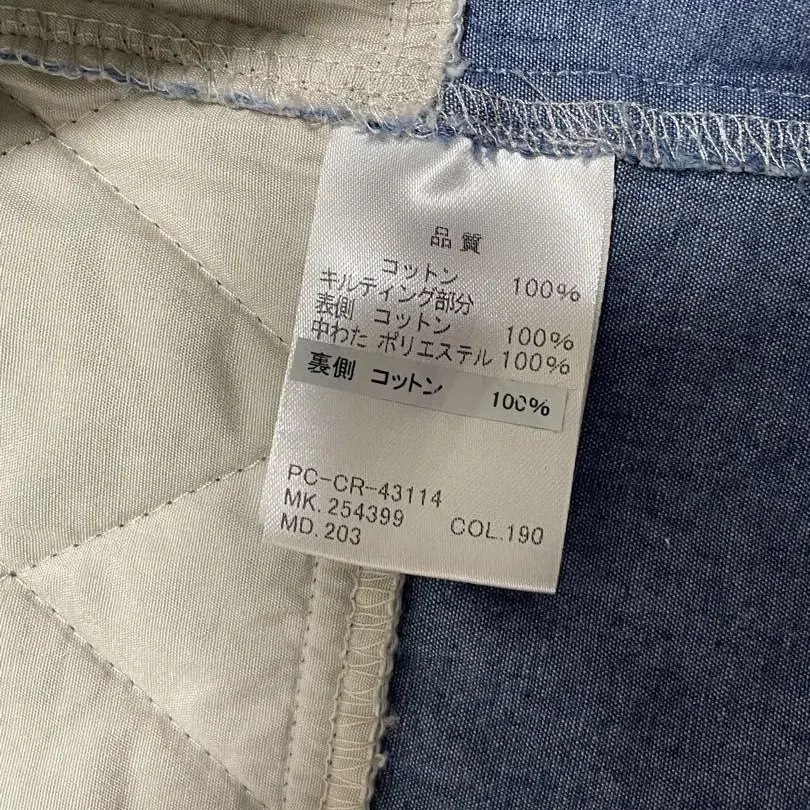 品質
コットン 100%
キルティング部分
表側 コットン 100%
中わた ポリエステル 100%
裏側 コットン 100%
PC-CR-43114
MK.254399
MD.203 COL.190